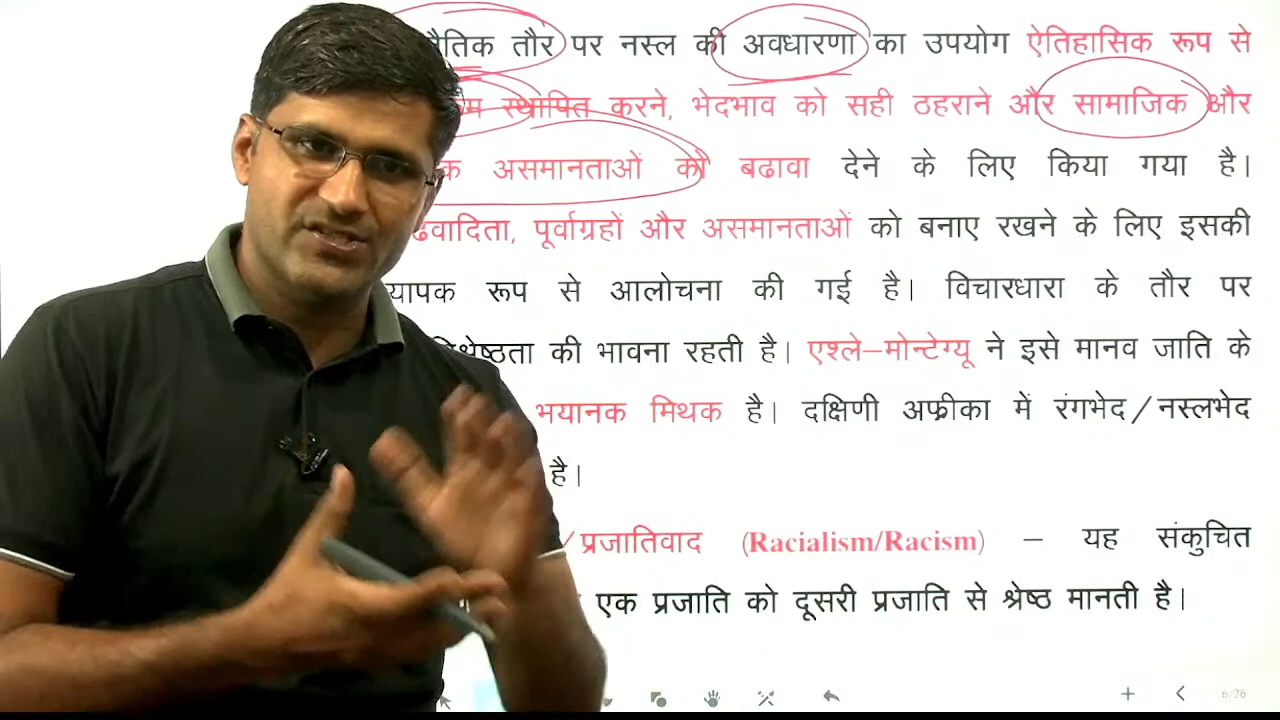 तौर पर नस्ल की अवधारणा का उपयोग ऐतिहासिक रूप से
स्थापित करने, भेदभाव को सही ठहराने और सामाजिक और
असमानताओं को बढावा देने के लिए किया गया है।
पूर्वाग्रहों और असमानताओं को बनाए रखने के लिए इसकी
रूप से आलोचना की गई है। विचारधारा के तौर पर
की भावना रहती है। एश्ले–मोन्टेग्यू ने इसे मानव जाति के
भयानक मिथक है। दक्षिणी अफ्रीका में रंगभेद/नस्लभेद
है।
/प्रजातिवाद (Racialism/Racism) – यह संकुचित
एक प्रजाति को दूसरी प्रजाति से श्रेष्ठ मानती है।
6/26